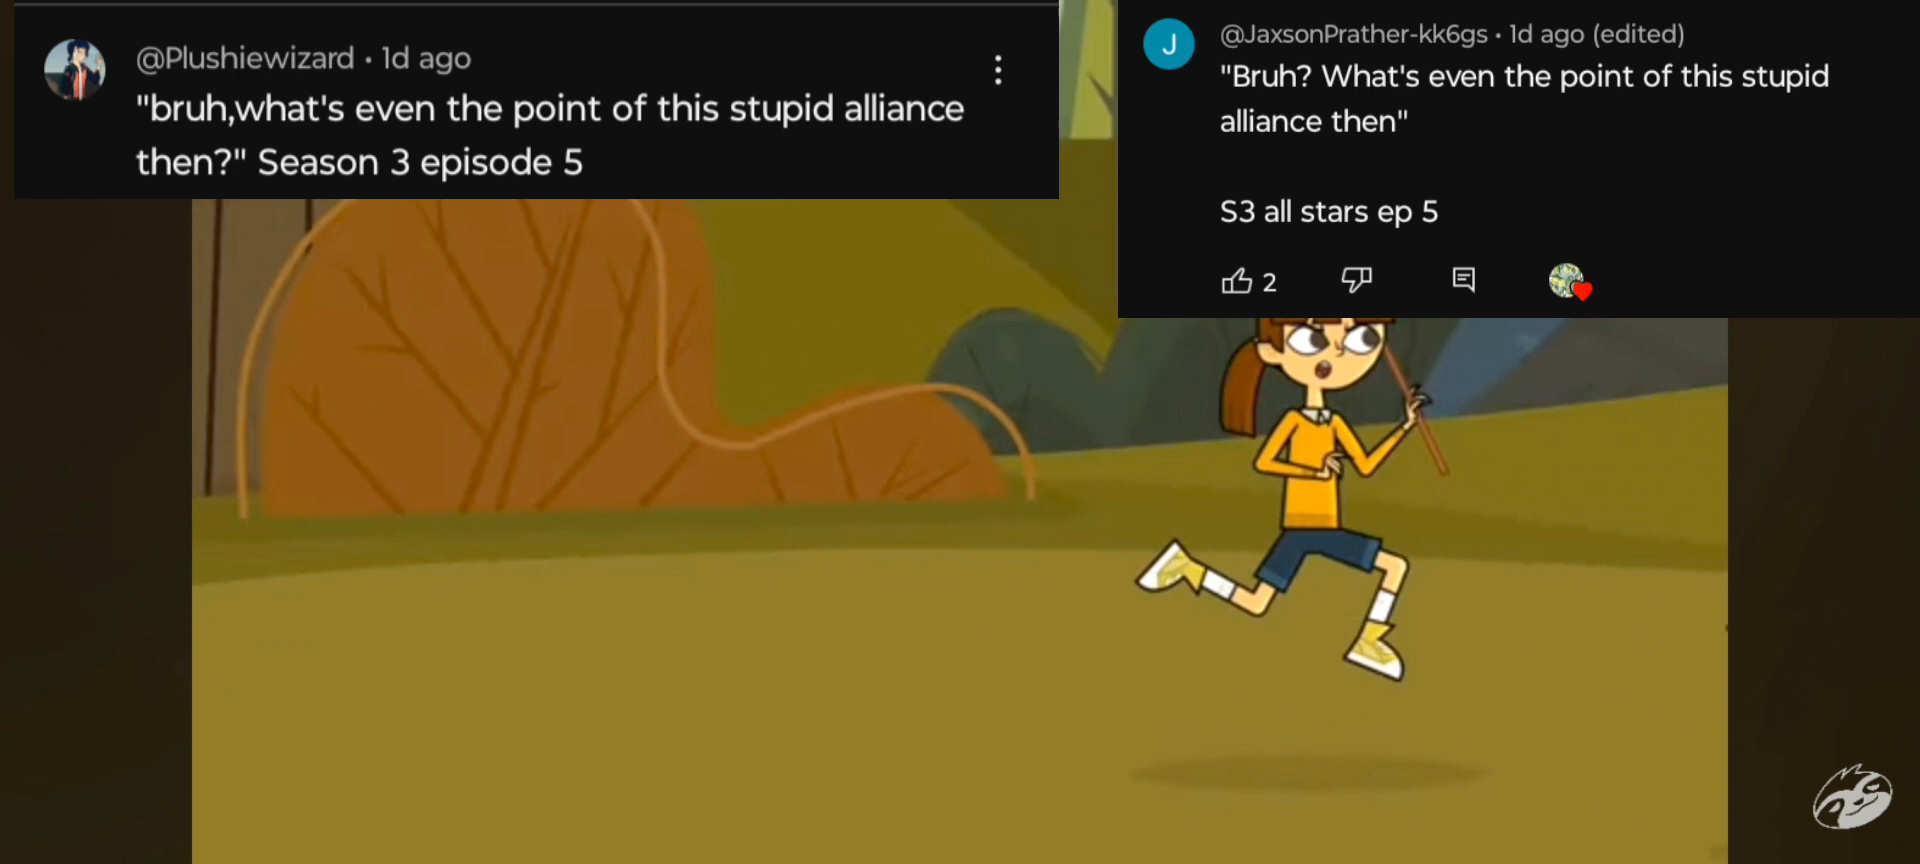 @Plushiewizard • 1d ago
"bruh,what's even the point of this stupid alliance
then?" Season 3 episode 5
J
@JaxsonPrather-kk6gs • 1d ago (edited)
"Bruh? What's even the point of this stupid
alliance then"
S3 all stars ep 5
2